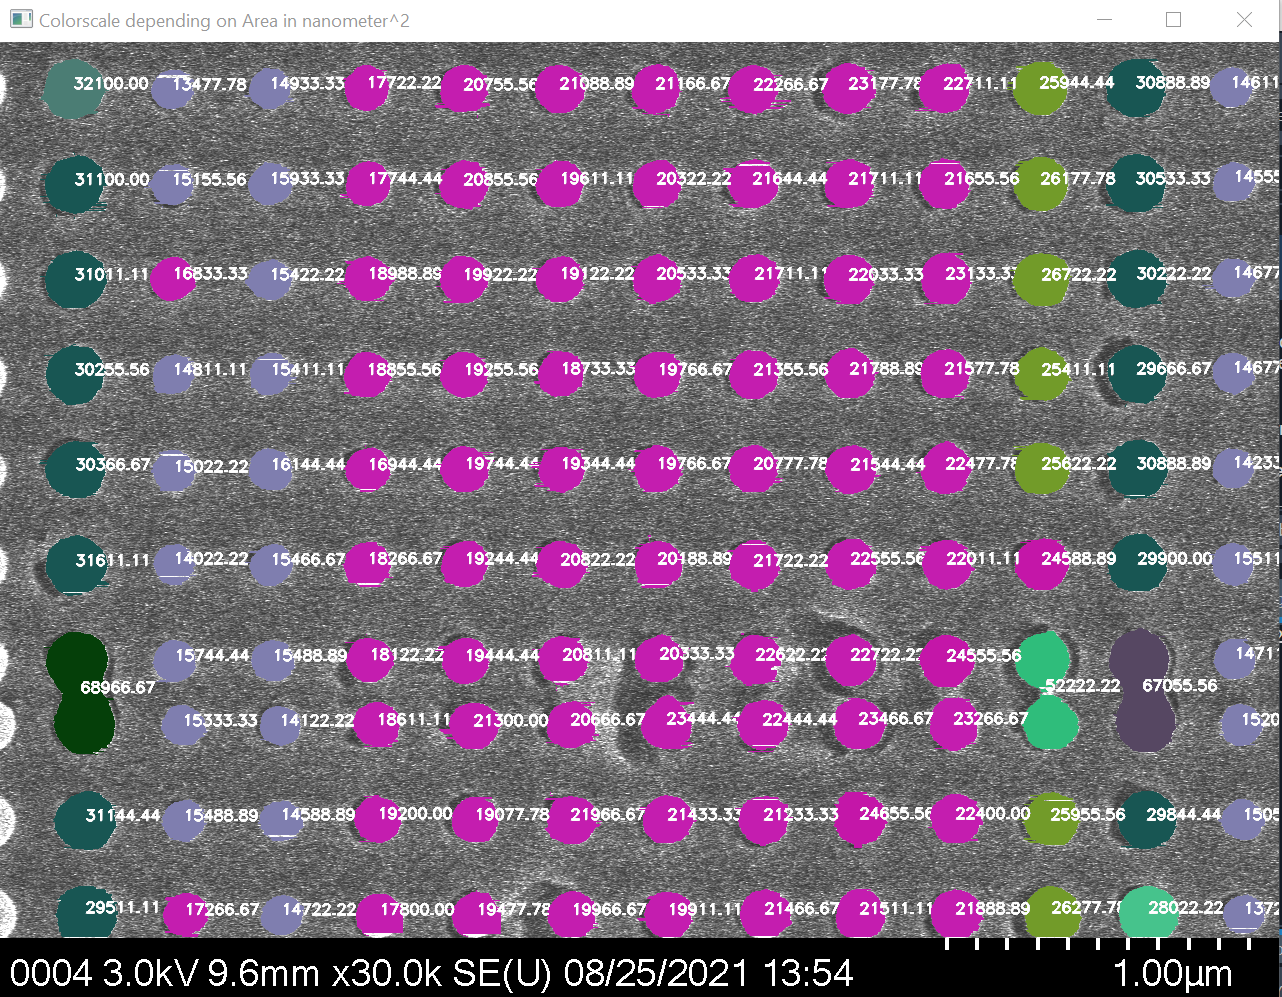 Colorscale depending on Area in nanometer^2
32100.00 13477.78 14933.33 17722.22 20755.56 21088.89 21166.67 22266.67 23177.78 22711.11 25944.44 30888.89 14611
31100.00 15155.56 15933.33 17744.44 20855.56 19611.11 20322.22 21644.44 21711.11 21655.56 26177.78 30533.33 14555
31011.11 16833.33 15422.22 18988.89 19922.22 19122.22 20533.33 21711.11 22033.33 23133.33 26722.22 30222.22 14677
30255.56 14811.11 15411.11 18855.56 19255.56 18733.33 19766.67 21355.56 21788.89 21577.78 25411.11 29666.67 14677
30366.67 15022.22 16144.44 16944.44 19744.44 19344.44 19766.67 20777.78 21544.44 22477.78 25622.22 30888.89 14233
31611.11 14022.22 15466.67 18266.67 19244.44 20822.22 20188.89 21722.22 22555.56 22011.11 24588.89 29900.00 15511
15744.44 15488.89 18122.22 19444.44 20811.11 20333.33 22622.22 22722.22 24555.56 1471
68966.67 52222.22 67055.56
15333.33 14122.22 18611.11 21300.00 20666.67 23444.44 22444.44 23466.67 23266.67 1520
31144.44 15488.89 14588.89 19200.00 19077.78 21966.67 21433.33 21233.33 24655.56 22400.00 25955.56 29844.44 1505
29511.11 17266.67 14722.22 17800.00 19477.78 19966.67 19911.11 21466.67 21511.11 21888.89 26277.78 28022.22 1372
0004 3.0kV 9.6mm x30.0k SE(U) 08/25/2021 13:54 1.00µm